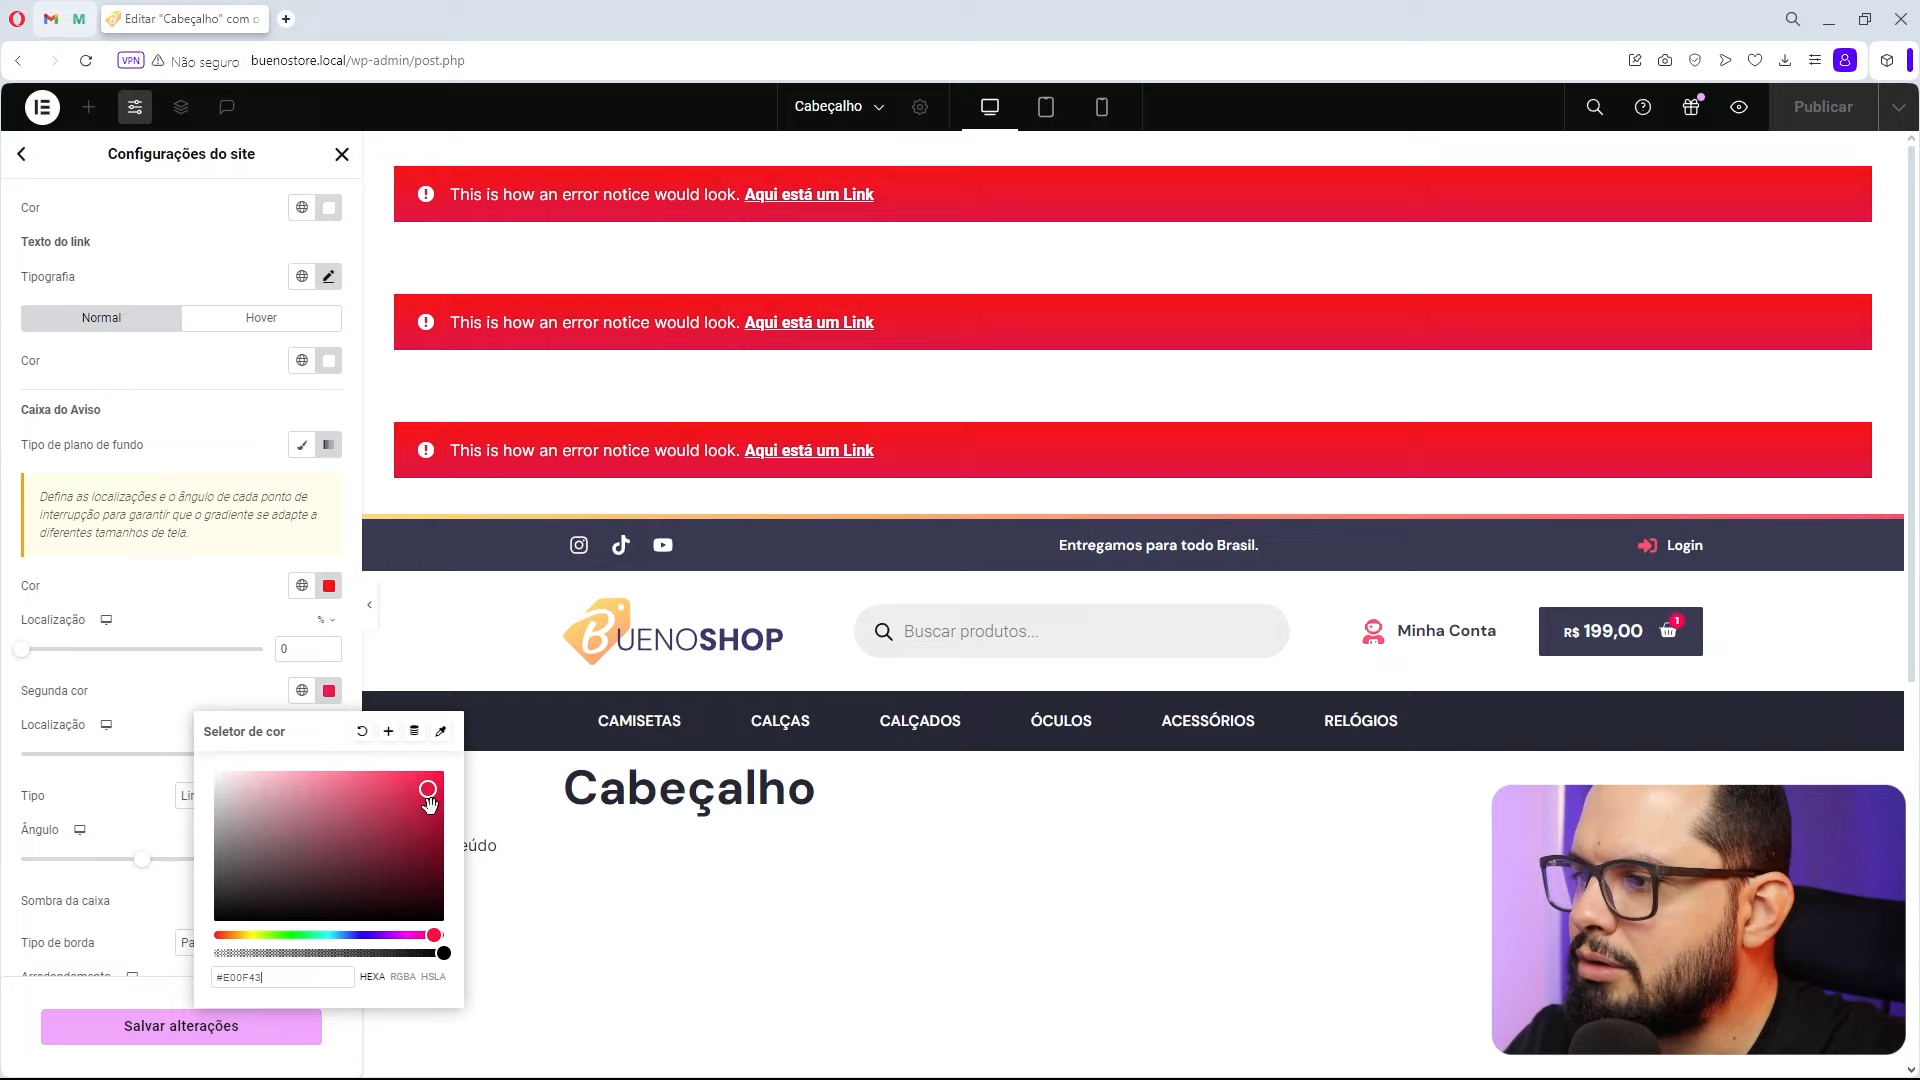 Editar "Cabeçalho" com o
VPN
Não seguro
buenostore.local/wp-admin/post.php
Cabeçalho
Publicar
Configurações do site
Cor
Texto do link
Tipografia
Normal
Hover
Cor
Caixa do Aviso
Tipo de plano de fundo
Defina as localizações e o ângulo de cada ponto de
interrupção para garantir que o gradiente se adapte a
diferentes tamanhos de tela.
Cor
Localização
%
0
Segunda cor
Localização
Tipo
Lin
Ângulo
Sombra da caixa
Tipo de borda
Pa
Arredondamento
Salvar alterações
Seletor de cor
#E00F43
HEXA RGBA HSLA
This is how an error notice would look. Aqui está um Link
This is how an error notice would look. Aqui está um Link
This is how an error notice would look. Aqui está um Link
Entregamos para todo Brasil.
Login
BUENOSHOP
Buscar produtos...
Minha Conta
R$ 199,00
1
CAMISETAS
CALÇAS
CALÇADOS
ÓCULOS
ACESSÓRIOS
RELÓGIOS
Cabeçalho
eúdo